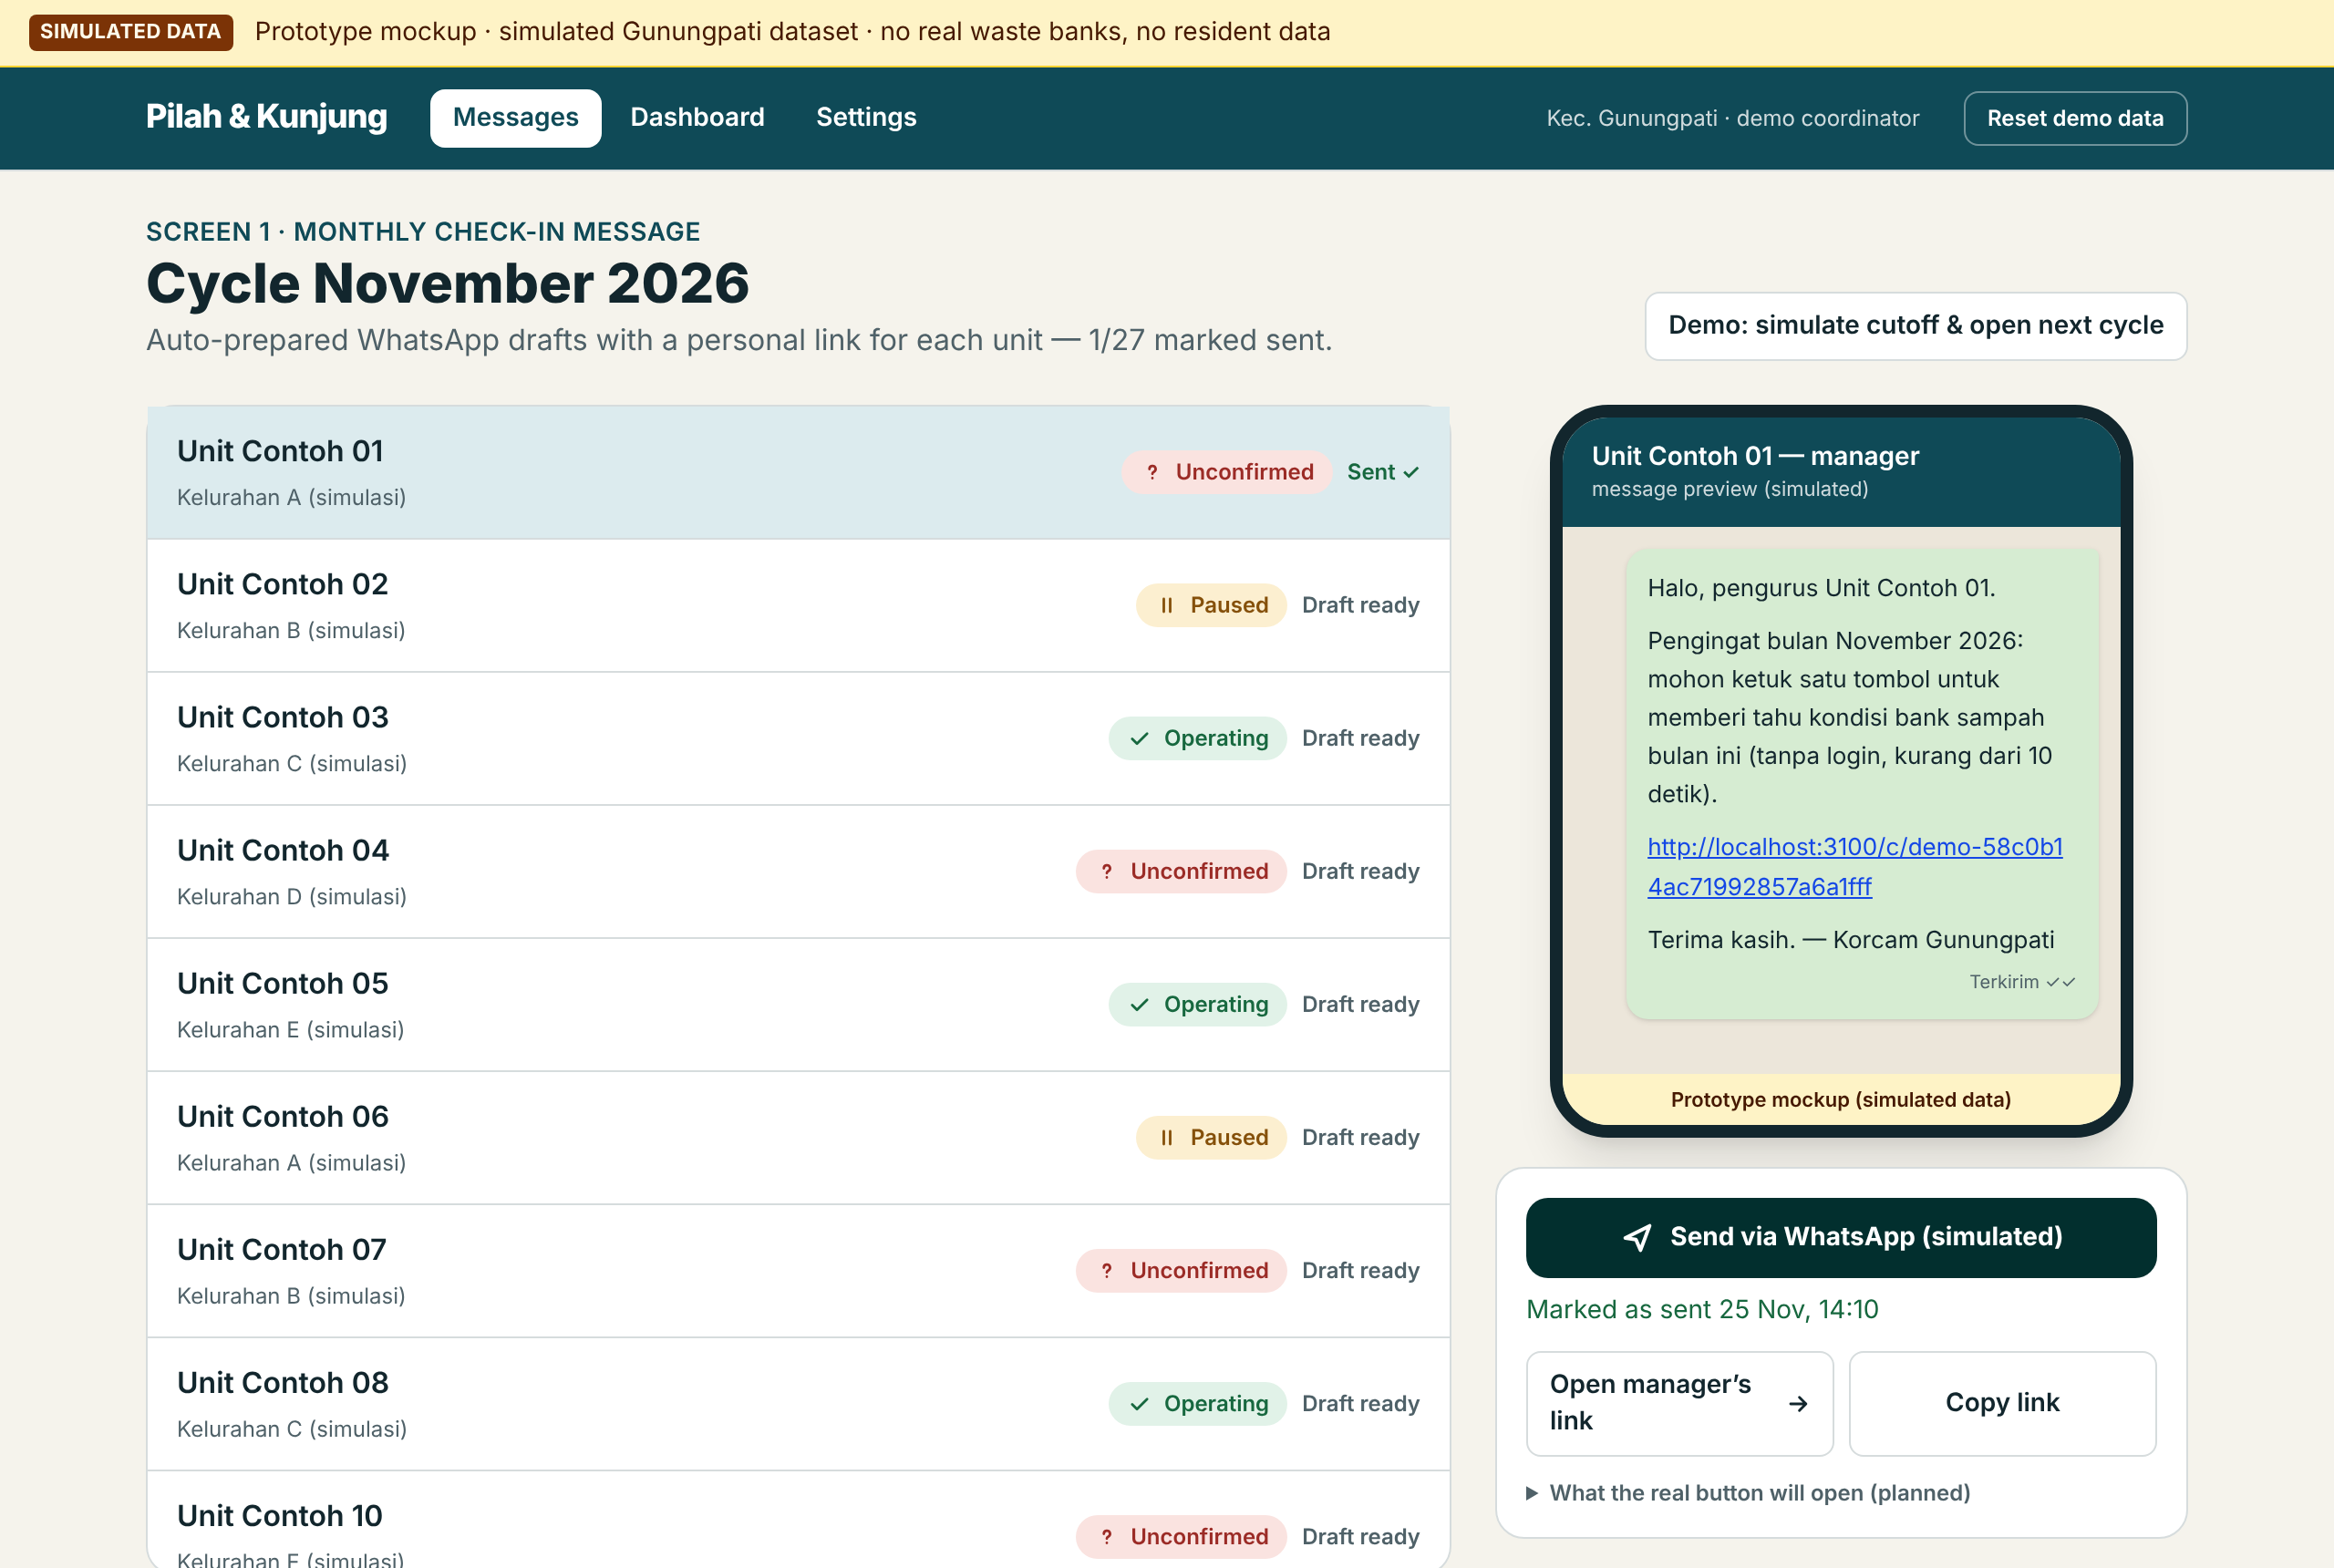 SIMULATED DATA Prototype mockup · simulated Gunungpati dataset · no real waste banks, no resident data
Pilah & Kunjung Messages Dashboard Settings Kec. Gunungpati · demo coordinator Reset demo data
SCREEN 1 · MONTHLY CHECK-IN MESSAGE
Cycle November 2026
Auto-prepared WhatsApp drafts with a personal link for each unit — 1/27 marked sent.
Demo: simulate cutoff & open next cycle
Unit Contoh 01
Kelurahan A (simulasi)
? Unconfirmed Sent ✓
Unit Contoh 02
Kelurahan B (simulasi)
Paused Draft ready
Unit Contoh 03
Kelurahan C (simulasi)
✓ Operating Draft ready
Unit Contoh 04
Kelurahan D (simulasi)
? Unconfirmed Draft ready
Unit Contoh 05
Kelurahan E (simulasi)
✓ Operating Draft ready
Unit Contoh 06
Kelurahan A (simulasi)
Paused Draft ready
Unit Contoh 07
Kelurahan B (simulasi)
? Unconfirmed Draft ready
Unit Contoh 08
Kelurahan C (simulasi)
✓ Operating Draft ready
Unit Contoh 10
Kelurahan E (simulasi)
? Unconfirmed Draft ready
Unit Contoh 01 — manager
message preview (simulated)
Halo, pengurus Unit Contoh 01.
Pengingat bulan November 2026:
mohon ketuk satu tombol untuk
memberi tahu kondisi bank sampah
bulan ini (tanpa login, kurang dari 10
detik).
http://localhost:3100/c/demo-58c0b1
4ac71992857a6a1fff
Terima kasih. — Korcam Gunungpati
Terkirim ✓✓
Prototype mockup (simulated data)
Send via WhatsApp (simulated)
Marked as sent 25 Nov, 14:10
Open manager’s
link →
Copy link
What the real button will open (planned)